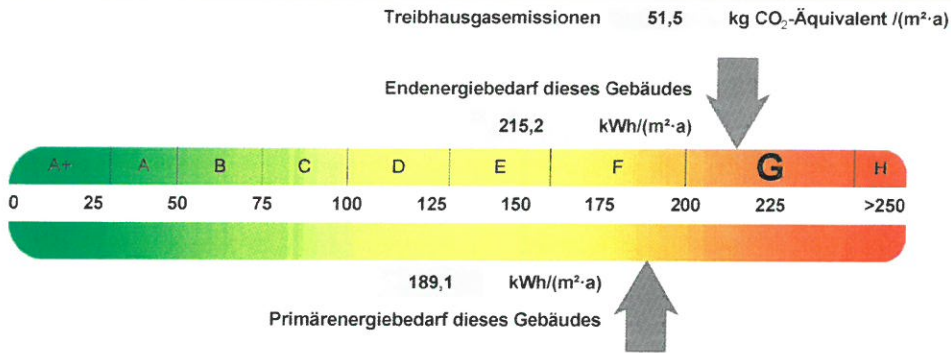 Treibhausgasemissionen 51,5 kg CO₂-Äquivalent /(m²·a)
Endenergiebedarf dieses Gebäudes
215,2 kWh/(m²·a)
A+ A B C D E F G H
0 25 50 75 100 125 150 175 200 225 >250
189,1 kWh/(m²·a)
Primärenergiebedarf dieses Gebäudes